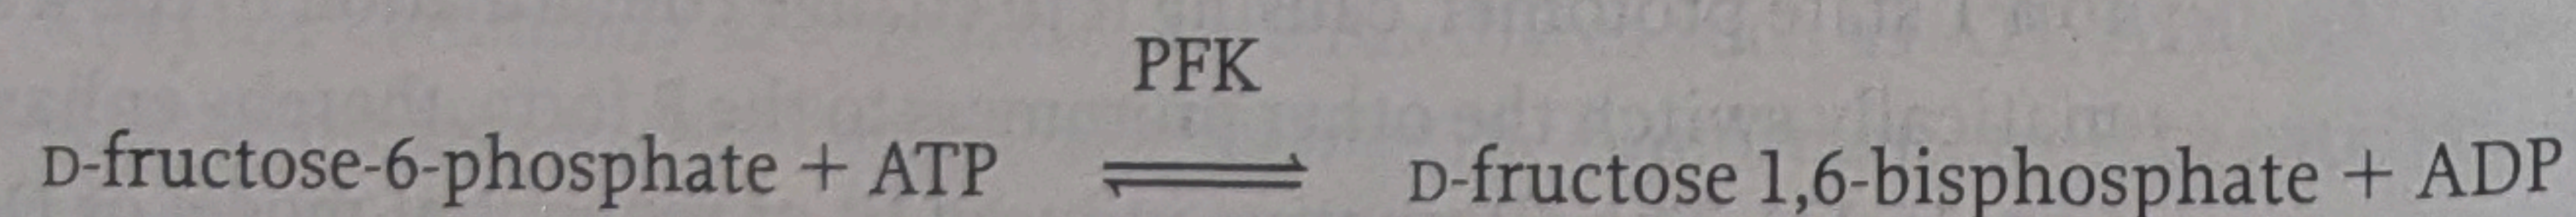 PFK
D-fructose-6-phosphate + ATP ⇌ D-fructose 1,6-bisphosphate + ADP